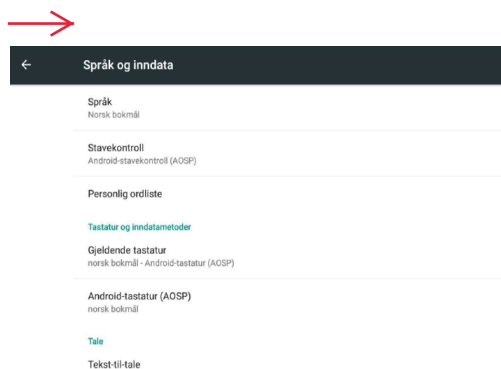 Språk og inndata
Språk
Norsk bokmål
Stavekontroll
Android-stavekontroll (AOSP)
Personlig ordliste
Tastatur og inndatametoder
Gjeldende tastatur
norsk bokmål - Android-tastatur (AOSP)
Android-tastatur (AOSP)
norsk bokmål
Tale
Tekst-til-tale